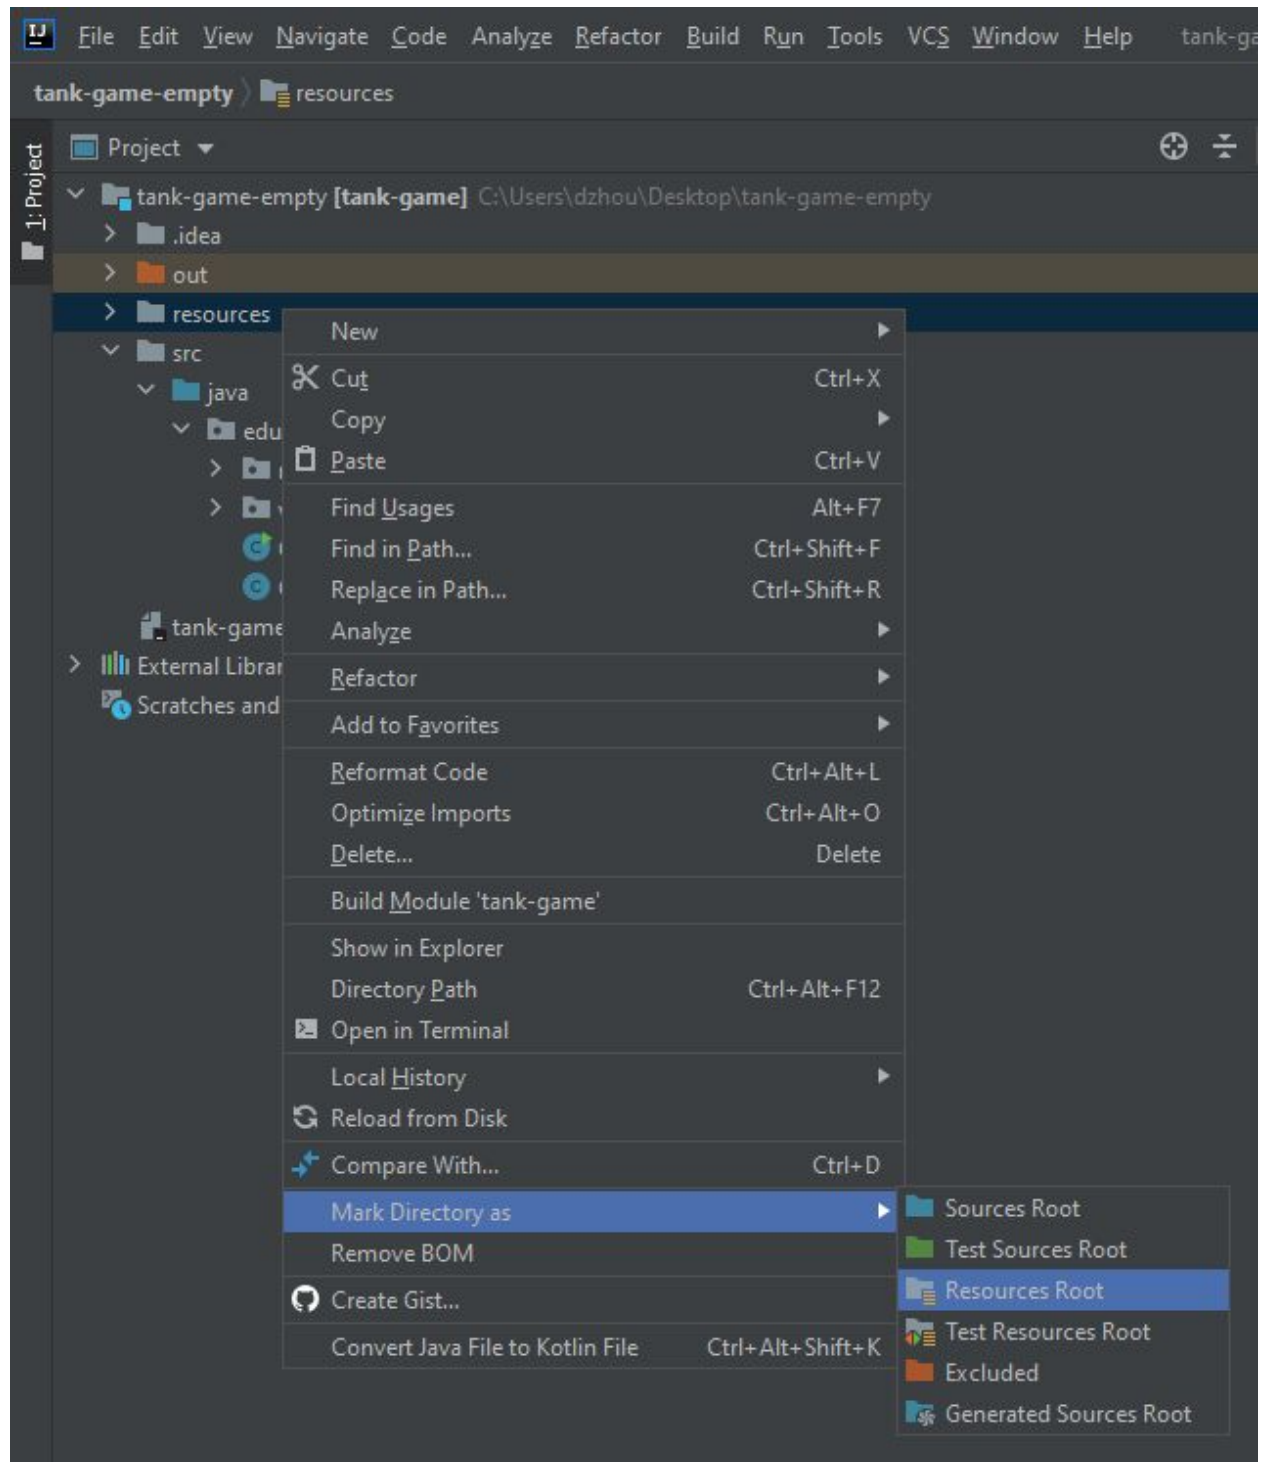 IJ File Edit View Navigate Code Analyze Refactor Build Run Tools VCS Window Help tank-ga
tank-game-empty resources
1: Project
Project
tank-game-empty [tank-game] C:\Users\dzhou\Desktop\tank-game-empty
.idea
out
resources
src
java
edu
tank-game
External Librar
Scratches and
New
Cut Ctrl+X
Copy
Paste Ctrl+V
Find Usages Alt+F7
Find in Path... Ctrl+Shift+F
Replace in Path... Ctrl+Shift+R
Analyze
Refactor
Add to Favorites
Reformat Code Ctrl+Alt+L
Optimize Imports Ctrl+Alt+O
Delete... Delete
Build Module 'tank-game'
Show in Explorer
Directory Path Ctrl+Alt+F12
Open in Terminal
Local History
Reload from Disk
Compare With... Ctrl+D
Mark Directory as
Remove BOM
Create Gist...
Convert Java File to Kotlin File Ctrl+Alt+Shift+K
Sources Root
Test Sources Root
Resources Root
Test Resources Root
Excluded
Generated Sources Root